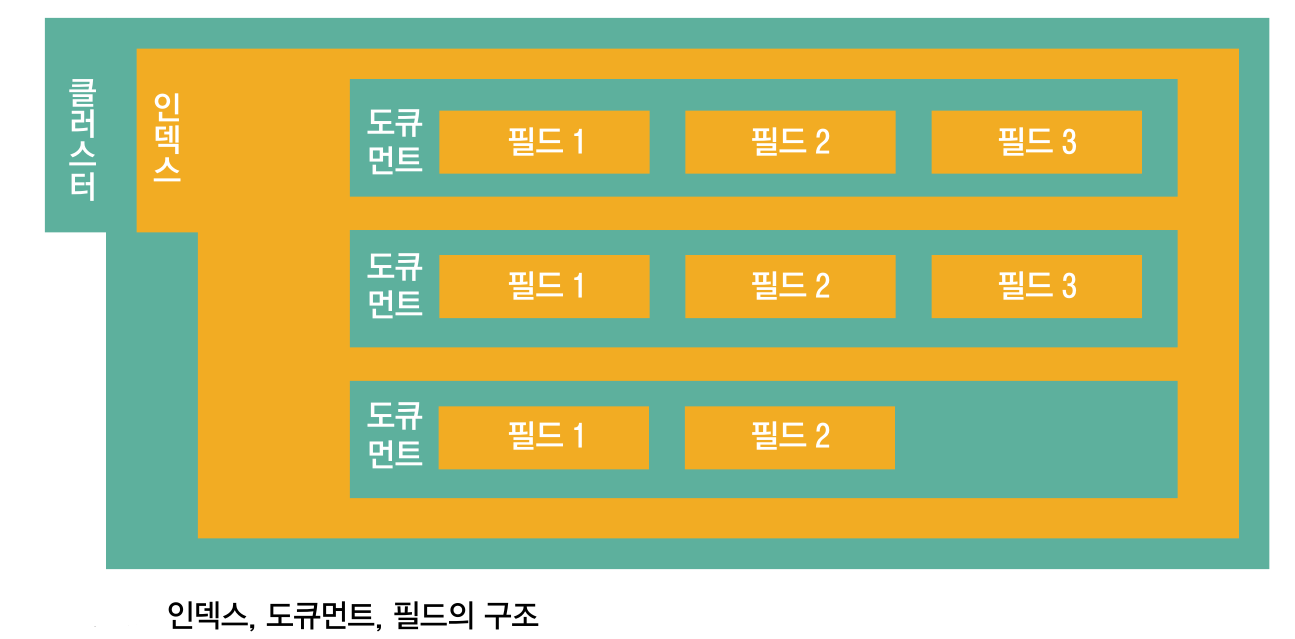 클러스터
인덱스
도큐
먼트
필드 1
필드 2
필드 3
도큐
먼트
필드 1
필드 2
필드 3
도큐
먼트
필드 1
필드 2
인덱스, 도큐먼트, 필드의 구조